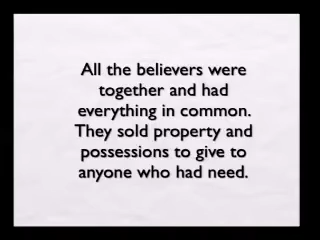 All the believers were
together and had
everything in common.
They sold property and
possessions to give to
anyone who had need.